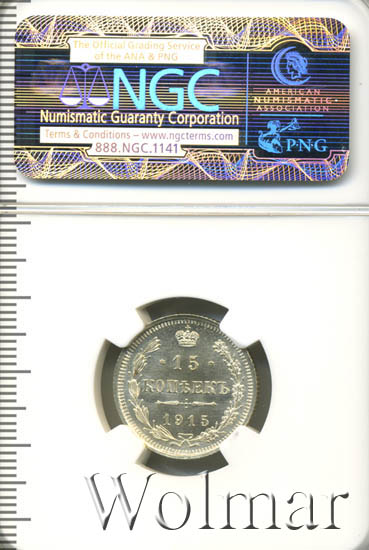 The Official Grading Service
of the ANA & PNG
NGC
Numismatic Guaranty Corporation
Terms & Conditions – www.ngcterms.com
888.NGC.1141
AMERICAN
NUMISMATIC
ASSOCIATION
P·N·G
· 15 ·
КОПѢЕКЪ
1915
Wolmar